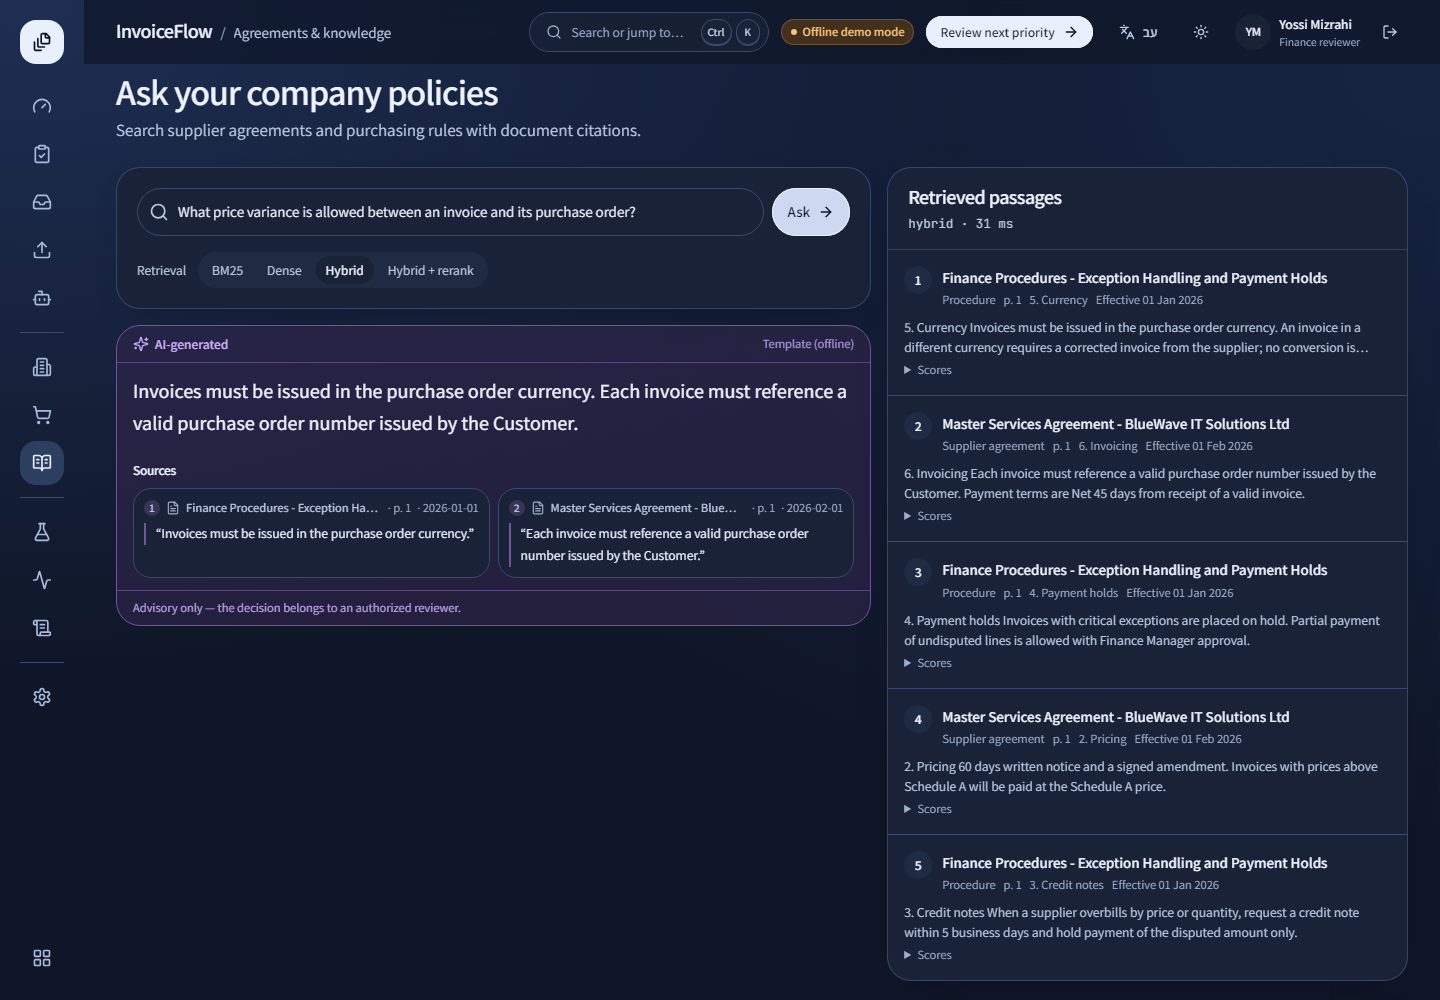 InvoiceFlow / Agreements & knowledge
Search or jump to… Ctrl K
Offline demo mode
Review next priority
עב
YM
Yossi Mizrahi
Finance reviewer
Ask your company policies
Search supplier agreements and purchasing rules with document citations.
What price variance is allowed between an invoice and its purchase order?
Ask
Retrieval BM25 Dense Hybrid Hybrid + rerank
AI-generated
Template (offline)
Invoices must be issued in the purchase order currency. Each invoice must reference a
valid purchase order number issued by the Customer.
Sources
1 Finance Procedures - Exception Ha… · p. 1 · 2026-01-01
“Invoices must be issued in the purchase order currency.”
2 Master Services Agreement - Blue… · p. 1 · 2026-02-01
“Each invoice must reference a valid purchase order
number issued by the Customer.”
Advisory only — the decision belongs to an authorized reviewer.
Retrieved passages
hybrid · 31 ms
1 Finance Procedures - Exception Handling and Payment Holds
Procedure p. 1 5. Currency Effective 01 Jan 2026
5. Currency Invoices must be issued in the purchase order currency. An invoice in a
different currency requires a corrected invoice from the supplier; no conversion is…
Scores
2 Master Services Agreement - BlueWave IT Solutions Ltd
Supplier agreement p. 1 6. Invoicing Effective 01 Feb 2026
6. Invoicing Each invoice must reference a valid purchase order number issued by the
Customer. Payment terms are Net 45 days from receipt of a valid invoice.
Scores
3 Finance Procedures - Exception Handling and Payment Holds
Procedure p. 1 4. Payment holds Effective 01 Jan 2026
4. Payment holds Invoices with critical exceptions are placed on hold. Partial payment
of undisputed lines is allowed with Finance Manager approval.
Scores
4 Master Services Agreement - BlueWave IT Solutions Ltd
Supplier agreement p. 1 2. Pricing Effective 01 Feb 2026
2. Pricing 60 days written notice and a signed amendment. Invoices with prices above
Schedule A will be paid at the Schedule A price.
Scores
5 Finance Procedures - Exception Handling and Payment Holds
Procedure p. 1 3. Credit notes Effective 01 Jan 2026
3. Credit notes When a supplier overbills by price or quantity, request a credit note
within 5 business days and hold payment of the disputed amount only.
Scores